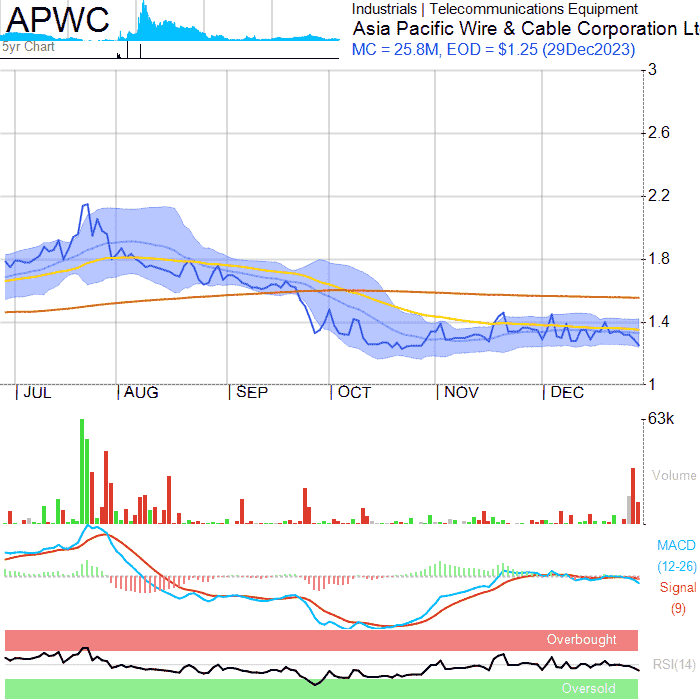 APWC
Industrials | Telecommunications Equipment
Asia Pacific Wire & Cable Corporation Lt
MC = 25.8M, EOD = $1.25 (29Dec2023)
5yr Chart
3
2.6
2.2
1.8
1.4
1
| JUL | AUG | SEP | OCT | NOV | DEC
63k
Volume
MACD
(12-26)
Signal
(9)
Overbought
RSI(14)
Oversold